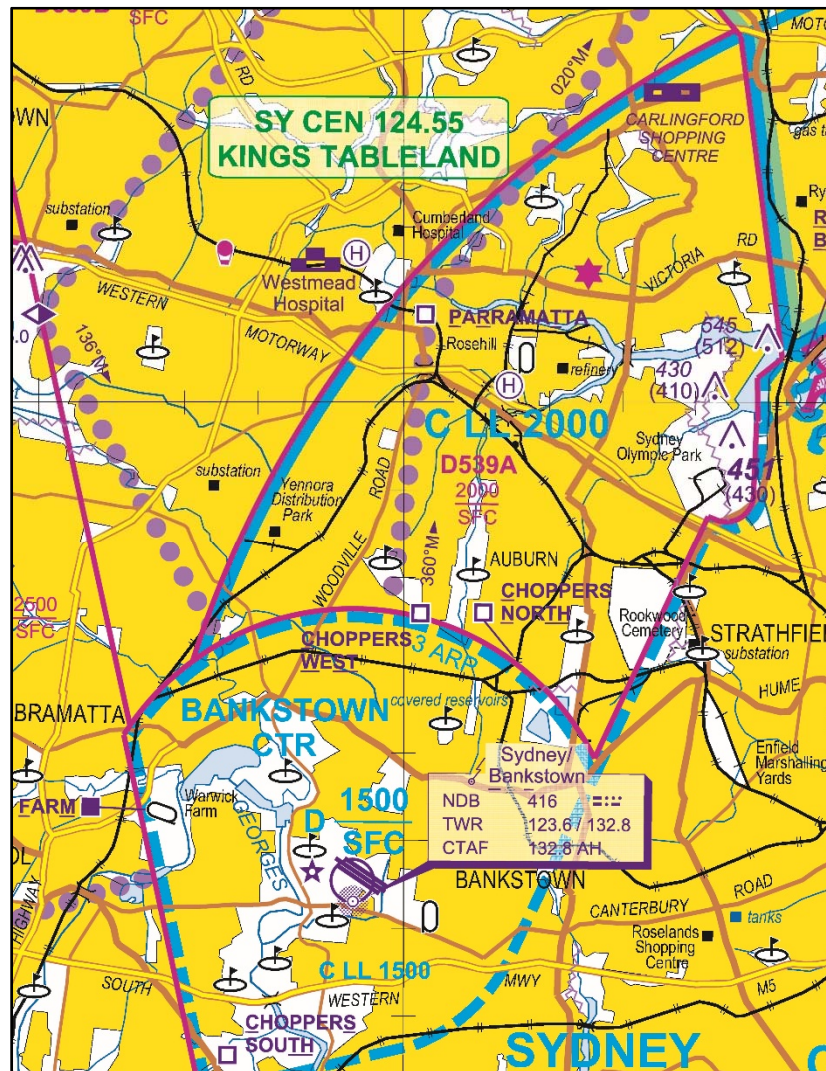 SFC
MOTO
RD
020°M
SY CEN 124.55
KINGS TABLELAND
CARLINGFORD
SHOPPING
CENTRE
gas
OWN
substation
Cumberland
Hospital
Ry
R
B
H
Westmead
Hospital
VICTORIA
RD
WESTERN
MOTORWAY
PARRAMATTA
Rosehill
.0
136°M
refinery
545
(512)
430
(410)
H
C LL 2000
Sydney
Olympic Park
451
(430)
D539A
2000
SFC
substation
Yennora
Distribution
Park
ROAD
WOODVILLE
360°M
AUBURN
CHOPPERS
NORTH
2500
SFC
Rookwood
Cemetery
STRATHFIE
substation
CHOPPERS
WEST
3 ARP
HUME
BRAMATTA
BANKSTOWN
CTR
covered reservoirs
Enfield
Marshalling
Yards
Sydney/
Bankstown
NDB 416
TWR 123.6 / 132.8
CTAF 132.8 AH
FARM
Warwick
Farm
GEORGES
D
1500
SFC
BANKSTOWN
HIGHWAY
CANTERBURY
ROAD
tanks
Roselands
Shopping
Centre
C LL 1500
SOUTH
WESTERN
MWY
M5
CHOPPERS
SOUTH
SYDNEY